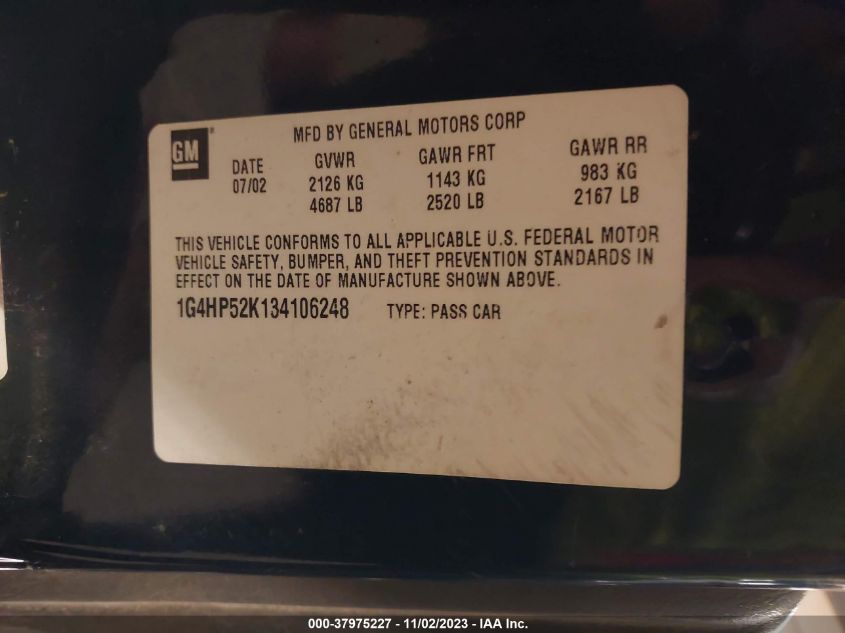 MFD BY GENERAL MOTORS CORP
GM
DATE GVWR GAWR FRT GAWR RR
07/02 2126 KG 1143 KG 983 KG
4687 LB 2520 LB 2167 LB
THIS VEHICLE CONFORMS TO ALL APPLICABLE U.S. FEDERAL MOTOR
VEHICLE SAFETY, BUMPER, AND THEFT PREVENTION STANDARDS IN
EFFECT ON THE DATE OF MANUFACTURE SHOWN ABOVE.
1G4HP52K134106248 TYPE: PASS CAR
000-37975227 - 11/02/2023 - IAA Inc.